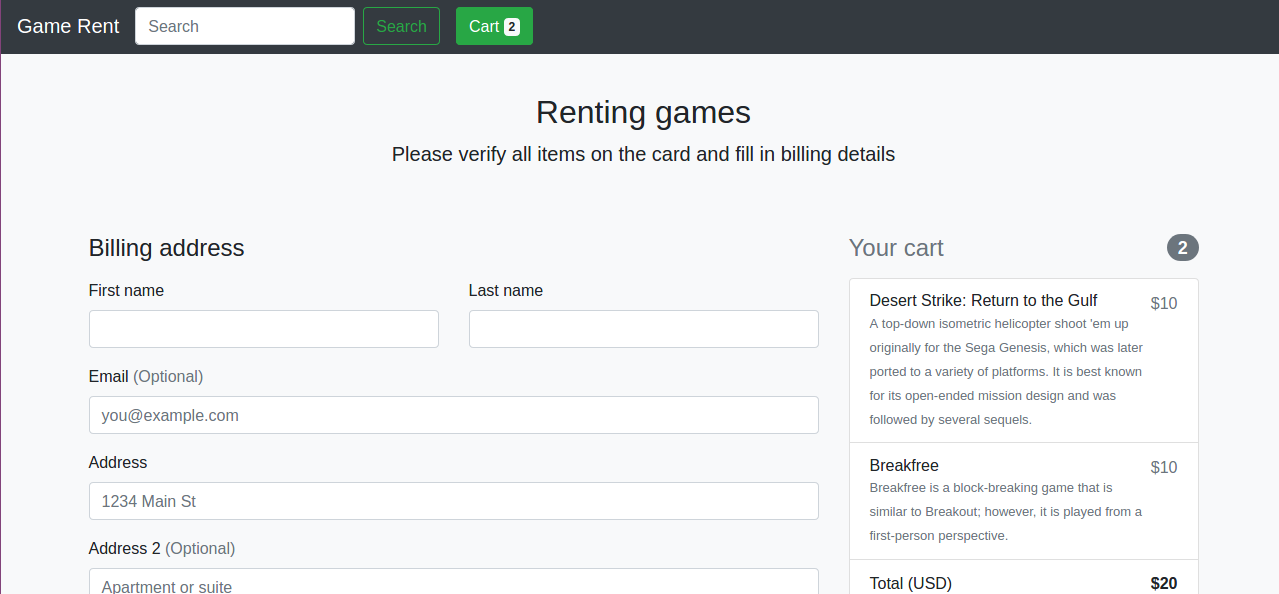 Game Rent Search Search Cart 2
Renting games
Please verify all items on the card and fill in billing details
Billing address
First name Last name
Email (Optional)
you@example.com
Address
1234 Main St
Address 2 (Optional)
Apartment or suite
Your cart 2
Desert Strike: Return to the Gulf $10
A top-down isometric helicopter shoot 'em up
originally for the Sega Genesis, which was later
ported to a variety of platforms. It is best known
for its open-ended mission design and was
followed by several sequels.
Breakfree $10
Breakfree is a block-breaking game that is
similar to Breakout; however, it is played from a
first-person perspective.
Total (USD) $20